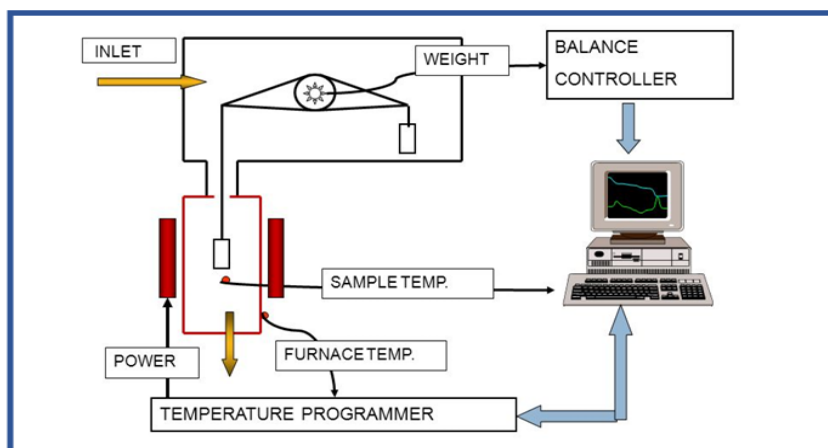 INLET
WEIGHT
BALANCE
CONTROLLER
SAMPLE TEMP.
POWER
FURNACE TEMP.
TEMPERATURE PROGRAMMER